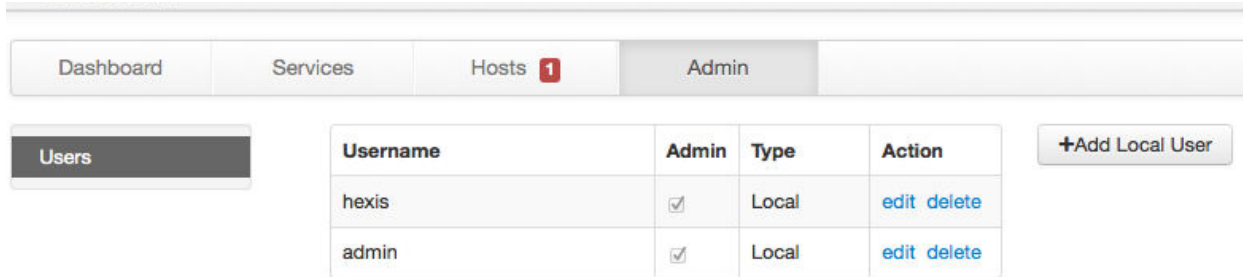 Dashboard Services Hosts 1 Admin
Users
Username Admin Type Action
hexis Local edit delete
admin Local edit delete
+Add Local User